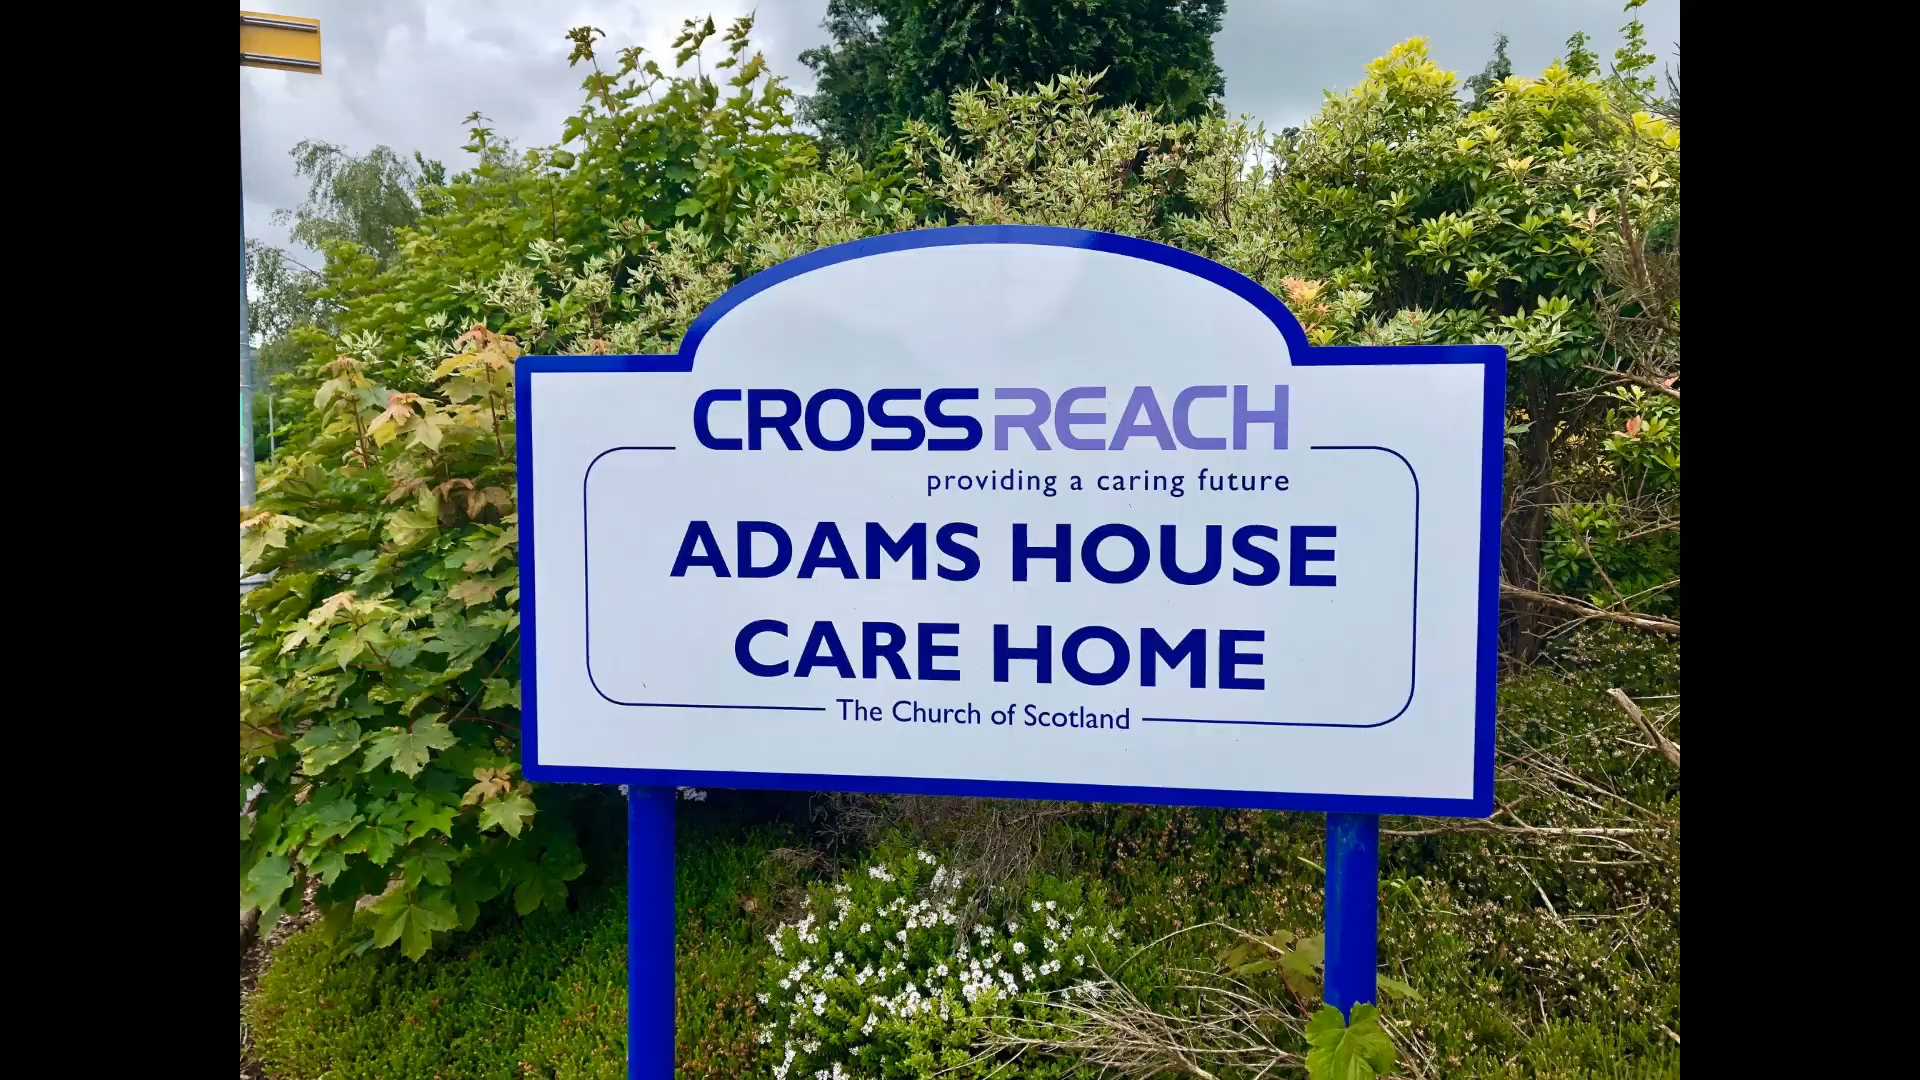 CROSSREACH
providing a caring future
ADAMS HOUSE
CARE HOME
The Church of Scotland